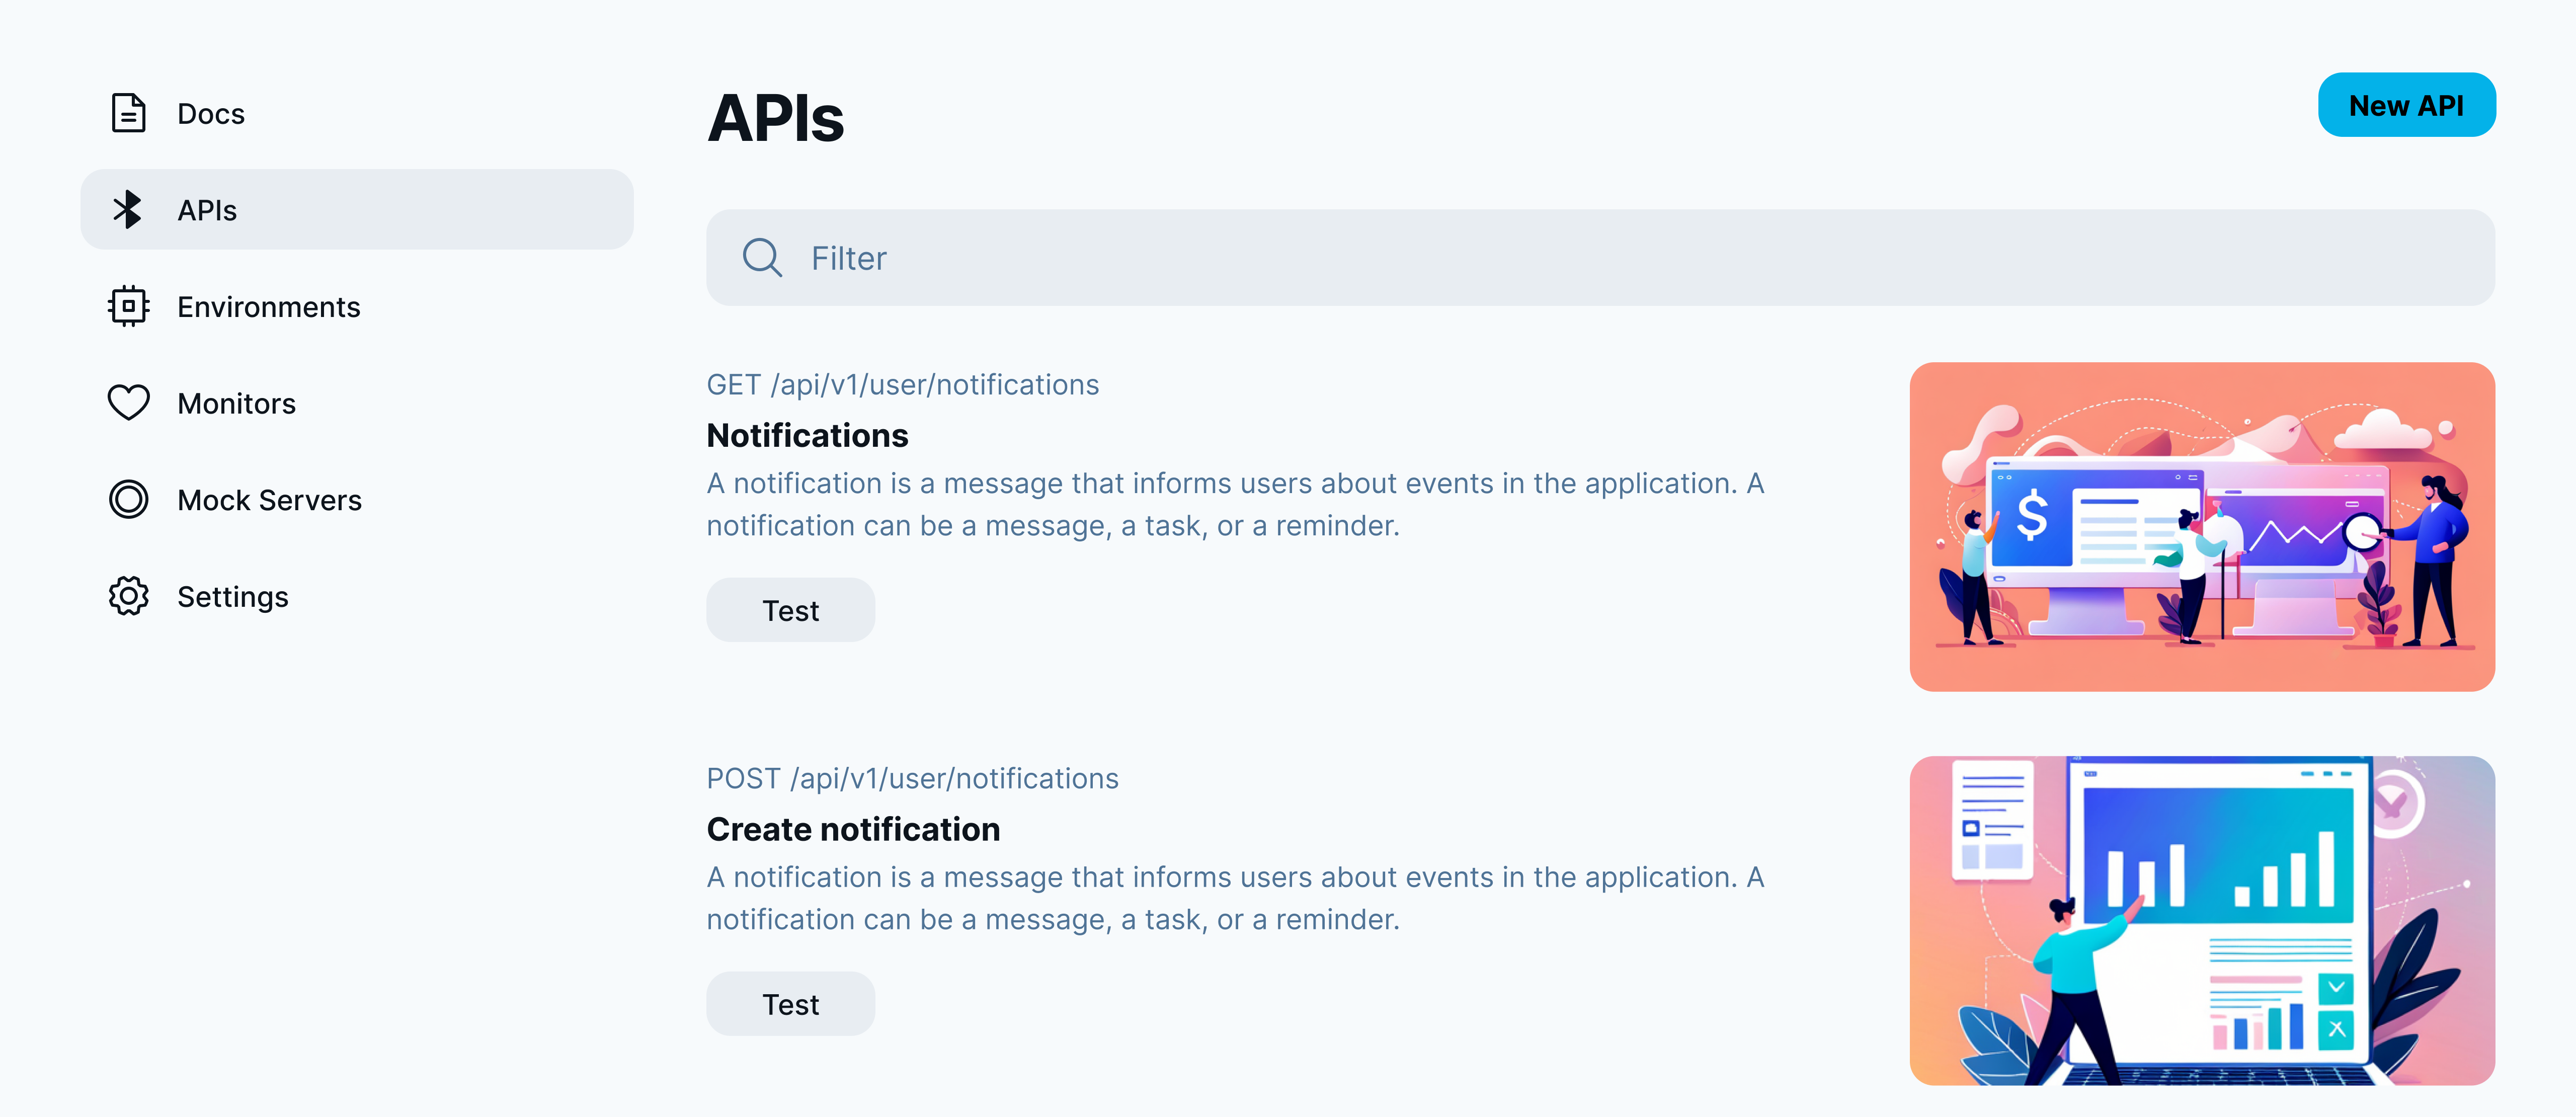 Docs
APIs
Environments
Monitors
Mock Servers
Settings
APIs
New API
Filter
GET /api/v1/user/notifications
Notifications
A notification is a message that informs users about events in the application. A
notification can be a message, a task, or a reminder.
Test
$
POST /api/v1/user/notifications
Create notification
A notification is a message that informs users about events in the application. A
notification can be a message, a task, or a reminder.
Test